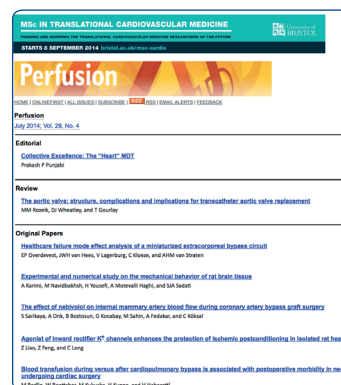 MSc IN TRANSLATIONAL CARDIOVASCULAR MEDICINE
TRAINING AND INSPIRING THE TRANSLATIONAL CARDIOVASCULAR MEDICINE RESEARCHERS OF THE FUTURE
University of
BRISTOL
STARTS 8 SEPTEMBER 2014 bristol.ac.uk/msc-cardio
Perfusion
HOME | ONLINEFIRST | ALL ISSUES | SUBSCRIBE | RSS RSS | EMAIL ALERTS | FEEDBACK
Perfusion
July 2014; Vol. 29, No. 4
Editorial
Collective Excellence: The "Heart" MDT
Prakash P Punjabi
Review
The aortic valve: structure, complications and implications for transcatheter aortic valve replacement
MM Rozeik, DJ Wheatley, and T Gourlay
Original Papers
Healthcare failure mode effect analysis of a miniaturized extracorporeal bypass circuit
EP Overdevest, JWH van Hees, V Lagerburg, C Kloeze, and AHM van Straten
Experimental and numerical study on the mechanical behavior of rat brain tissue
A Karimi, M Navidbakhsh, H Yousefi, A Motevalli Haghi, and SJA Sadati
The effect of nebivolol on internal mammary artery blood flow during coronary artery bypass graft surgery
S Sarikaya, A Onk, B Boztosun, G Kocabay, M Sahin, A Fedakar, and C Köksal
Agonist of inward rectifier K⁺ channels enhances the protection of ischemic postconditioning in isolated rat hea
Z Liao, Z Feng, and C Long
Blood transfusion during versus after cardiopulmonary bypass is associated with postoperative morbidity in ne
undergoing cardiac surgery